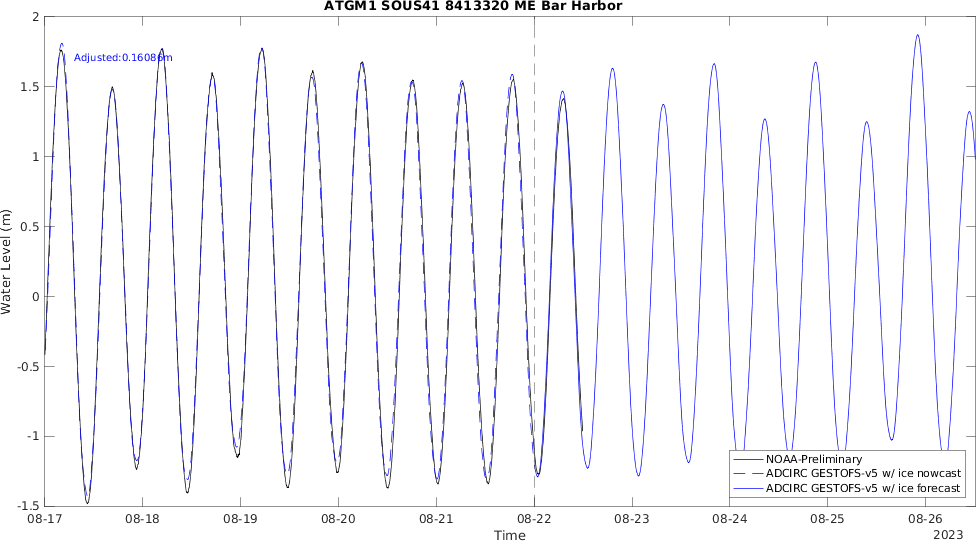 ATGM1 SOUS41 8413320 ME Bar Harbor
Adjusted:0.16086m
Water Level (m)
2
1.5
1
0.5
0
-0.5
-1
-1.5
08-17 08-18 08-19 08-20 08-21 08-22 08-23 08-24 08-25 08-26
Time
2023
NOAA-Preliminary
ADCIRC GESTOFS-v5 w/ ice nowcast
ADCIRC GESTOFS-v5 w/ ice forecast